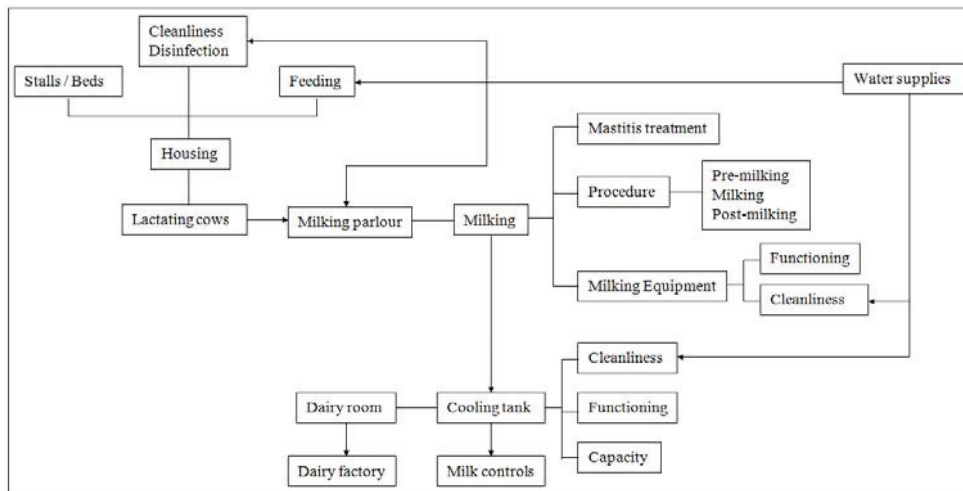 Cleanliness
Disinfection
Stalls / Beds
Feeding
Water supplies
Mastitis treatment
Housing
Pre-milking
Procedure
Milking
Post-milking
Lactating cows
Milking parlour
Milking
Functioning
Milking Equipment
Cleanliness
Cleanliness
Dairy room
Cooling tank
Functioning
Dairy factory
Milk controls
Capacity